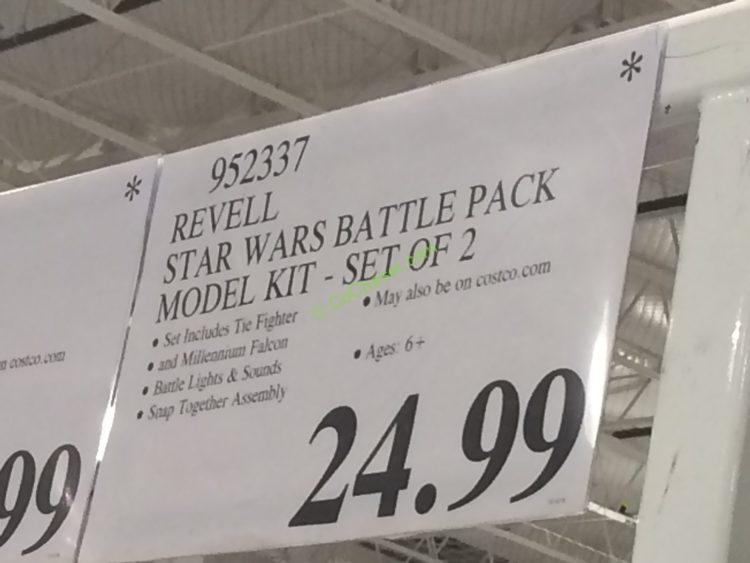 *
952337
REVELL
STAR WARS BATTLE PACK
MODEL KIT - SET OF 2
• Set Includes Tie Fighter
• and Millennium Falcon
• Battle Lights & Sounds
• Snap Together Assembly
• May also be on costco.com
• Ages: 6+
24.99
*
costco.com
99